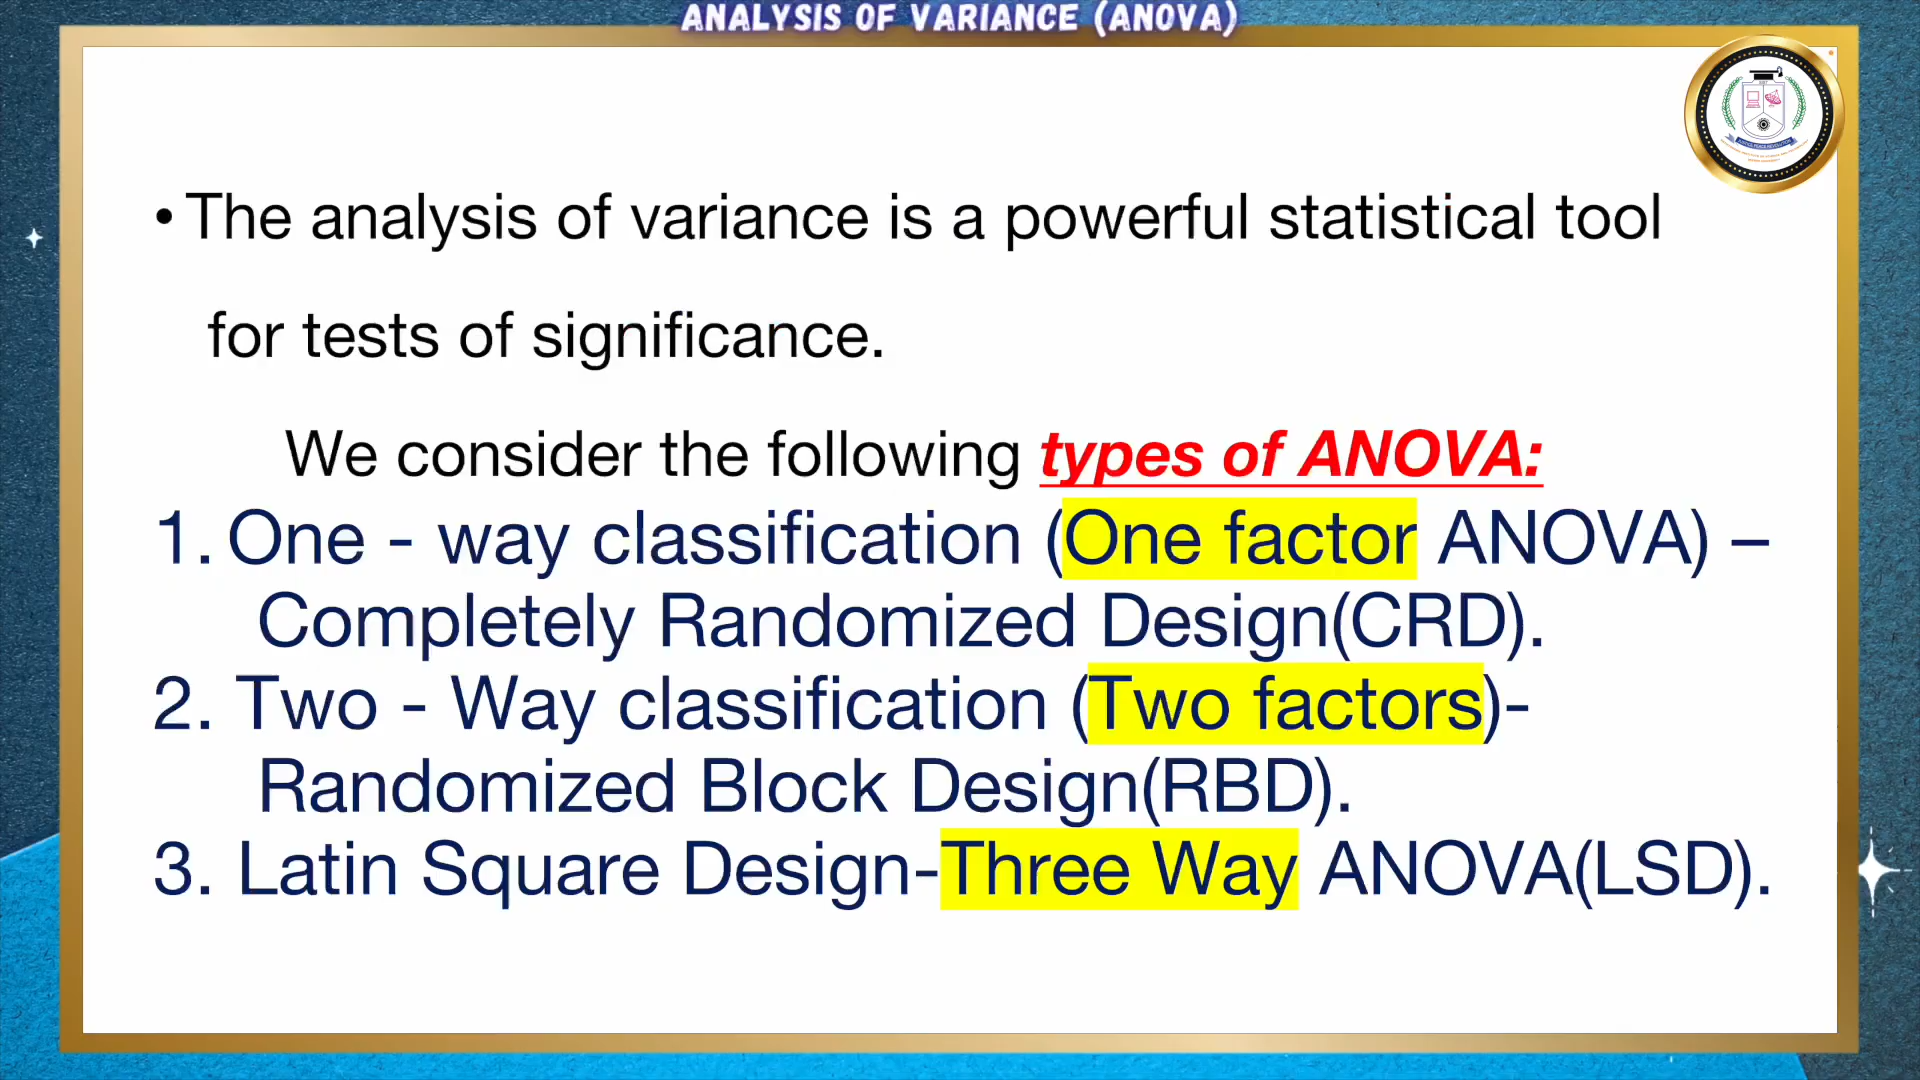 ANALYSIS OF VARIANCE (ANOVA)
• The analysis of variance is a powerful statistical tool
for tests of significance.
We consider the following types of ANOVA:
1. One - way classification (One factor ANOVA) –
Completely Randomized Design(CRD).
2. Two - Way classification (Two factors)-
Randomized Block Design(RBD).
3. Latin Square Design-Three Way ANOVA(LSD).